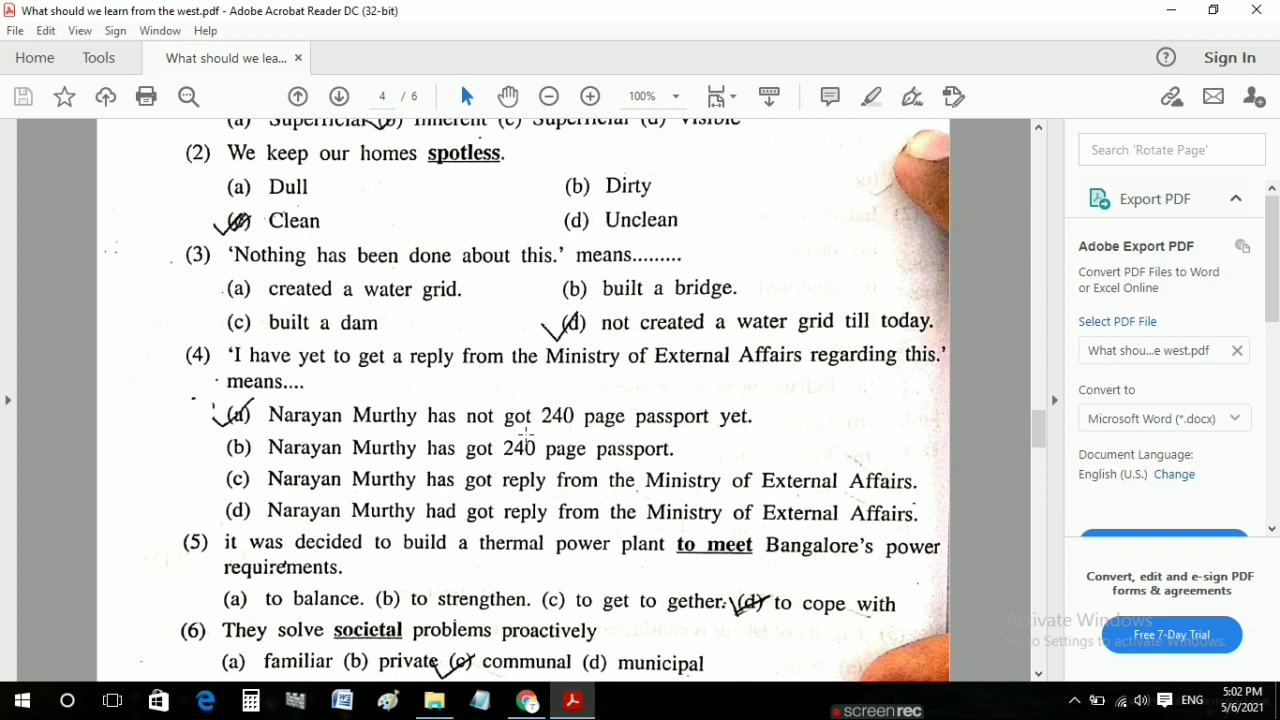 What should we learn from the west.pdf - Adobe Acrobat Reader DC (32-bit)
File Edit View Sign Window Help
Home Tools What should we lea... × Sign In
4 / 6 100%
(a) Superficial (b) Inherent (c) Superficial (d) Visible
(2) We keep our homes spotless.
(a) Dull (b) Dirty
(c) Clean (d) Unclean
(3) ‘Nothing has been done about this.’ means.........
(a) created a water grid. (b) built a bridge.
(c) built a dam (d) not created a water grid till today.
(4) ‘I have yet to get a reply from the Ministry of External Affairs regarding this.’
means....
(a) Narayan Murthy has not got 240 page passport yet.
(b) Narayan Murthy has got 240 page passport.
(c) Narayan Murthy has got reply from the Ministry of External Affairs.
(d) Narayan Murthy had got reply from the Ministry of External Affairs.
(5) it was decided to build a thermal power plant to meet Bangalore’s power
requirements.
(a) to balance. (b) to strengthen. (c) to get to gether. (d) to cope with
(6) They solve societal problems proactively
(a) familiar (b) private (c) communal (d) municipal
Search 'Rotate Page'
Export PDF
Adobe Export PDF
Convert PDF Files to Word
or Excel Online
Select PDF File
What shou...e west.pdf
Convert to
Microsoft Word (*.docx)
Document Language:
English (U.S.) Change
Convert, edit and e-sign PDF
forms & agreements
Free 7-Day Trial
Activate Windows
Go to Settings to activate Windows.
ENG
5:02 PM
5/6/2021
screenrec